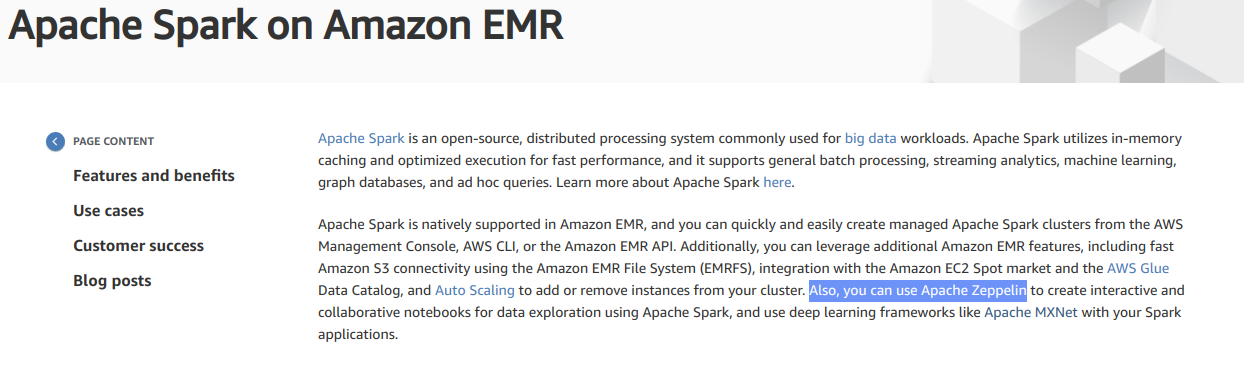 Apache Spark on Amazon EMR
PAGE CONTENT
Features and benefits
Use cases
Customer success
Blog posts
Apache Spark is an open-source, distributed processing system commonly used for big data workloads. Apache Spark utilizes in-memory
caching and optimized execution for fast performance, and it supports general batch processing, streaming analytics, machine learning,
graph databases, and ad hoc queries. Learn more about Apache Spark here.
Apache Spark is natively supported in Amazon EMR, and you can quickly and easily create managed Apache Spark clusters from the AWS
Management Console, AWS CLI, or the Amazon EMR API. Additionally, you can leverage additional Amazon EMR features, including fast
Amazon S3 connectivity using the Amazon EMR File System (EMRFS), integration with the Amazon EC2 Spot market and the AWS Glue
Data Catalog, and Auto Scaling to add or remove instances from your cluster. Also, you can use Apache Zeppelin to create interactive and
collaborative notebooks for data exploration using Apache Spark, and use deep learning frameworks like Apache MXNet with your Spark
applications.